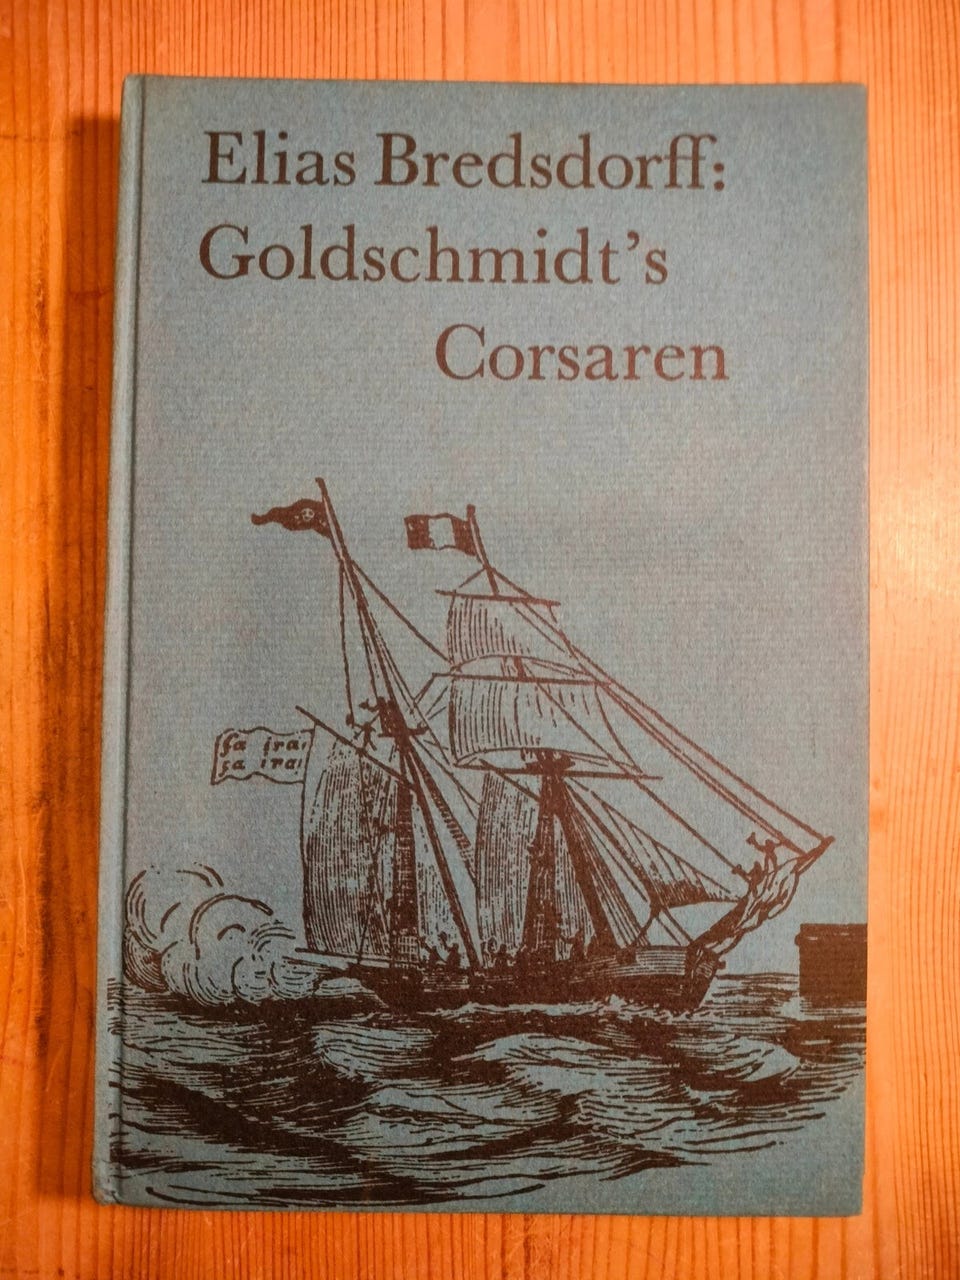 Elias Bredsdorff:
Goldschmidt's
Corsaren
ça ira,
ça ira,